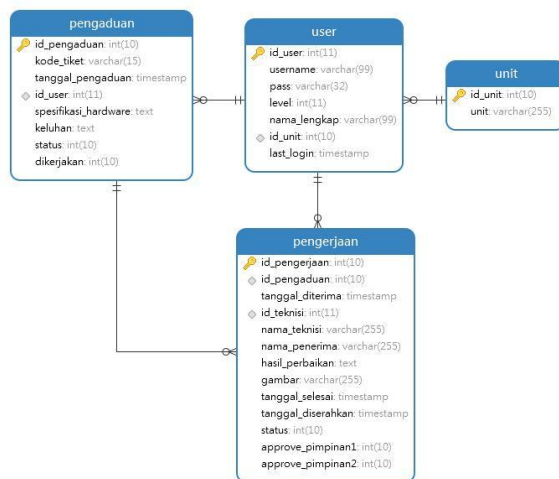 pengaduan
id_pengaduan: int(10)
kode_tiket: varchar(15)
tanggal_pengaduan: timestamp
id_user: int(11)
spesifikasi_hardware: text
keluhan: text
status: int(10)
dikerjakan: int(10)
user
id_user: int(11)
username: varchar(99)
pass: varchar(32)
level: int(11)
nama_lengkap: varchar(99)
id_unit: int(10)
last_login: timestamp
unit
id_unit: int(10)
unit: varchar(255)
pengerjaan
id_pengerjaan: int(10)
id_pengaduan: int(10)
tanggal_diterima: timestamp
id_teknisi: int(11)
nama_teknisi: varchar(255)
nama_penerima: varchar(255)
hasil_perbaikan: text
gambar: varchar(255)
tanggal_selesai: timestamp
tanggal_diserahkan: timestamp
status: int(10)
approve_pimpinan1: int(10)
approve_pimpinan2: int(10)